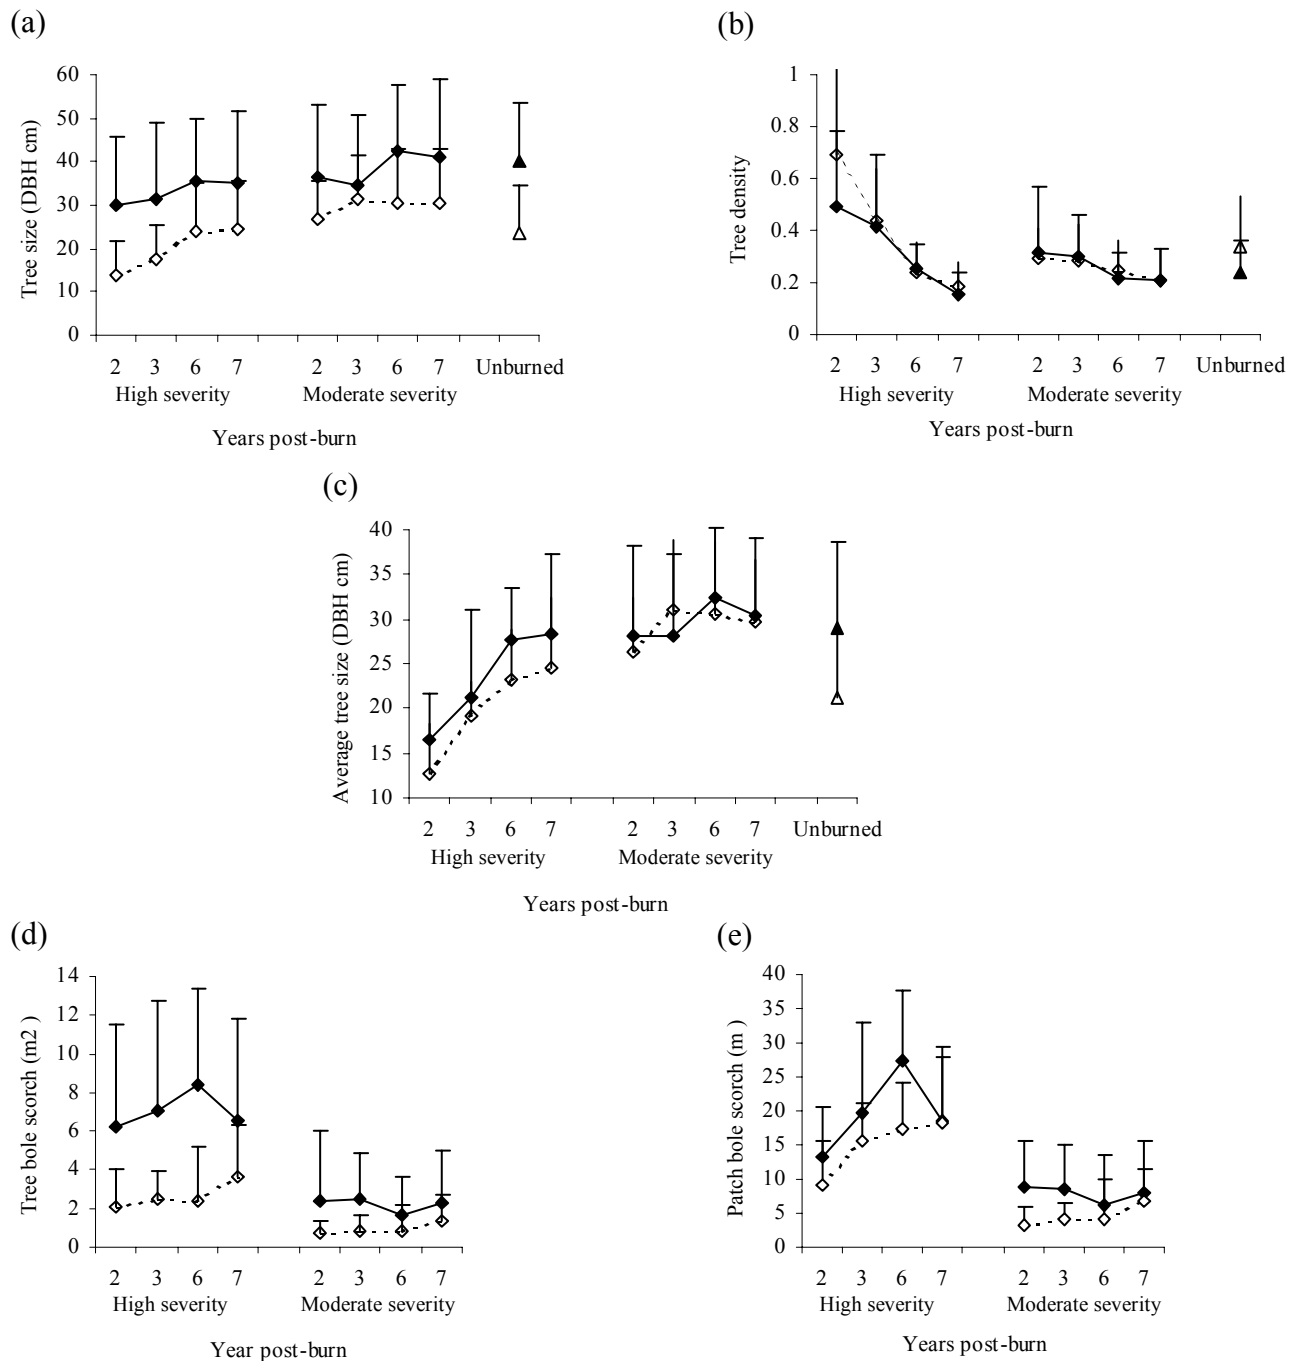 (a)
Tree size (DBH cm)
60
50
40
30
20
10
0
2 3 6 7 2 3 6 7 Unburned
High severity Moderate severity
Years post-burn
(b)
Tree density
1
0.8
0.6
0.4
0.2
0
2 3 6 7 2 3 6 7 Unburned
High severity Moderate severity
Years post-burn
(c)
Average tree size (DBH cm)
40
35
30
25
20
15
10
2 3 6 7 2 3 6 7 Unburned
High severity Moderate severity
Years post-burn
(d)
Tree bole scorch (m2 )
14
12
10
8
6
4
2
0
2 3 6 7 2 3 6 7
High severity Moderate severity
Year post-burn
(e)
Patch bole scorch (m )
40
35
30
25
20
15
10
5
0
2 3 6 7 2 3 6 7
High severity Moderate severity
Years post-burn